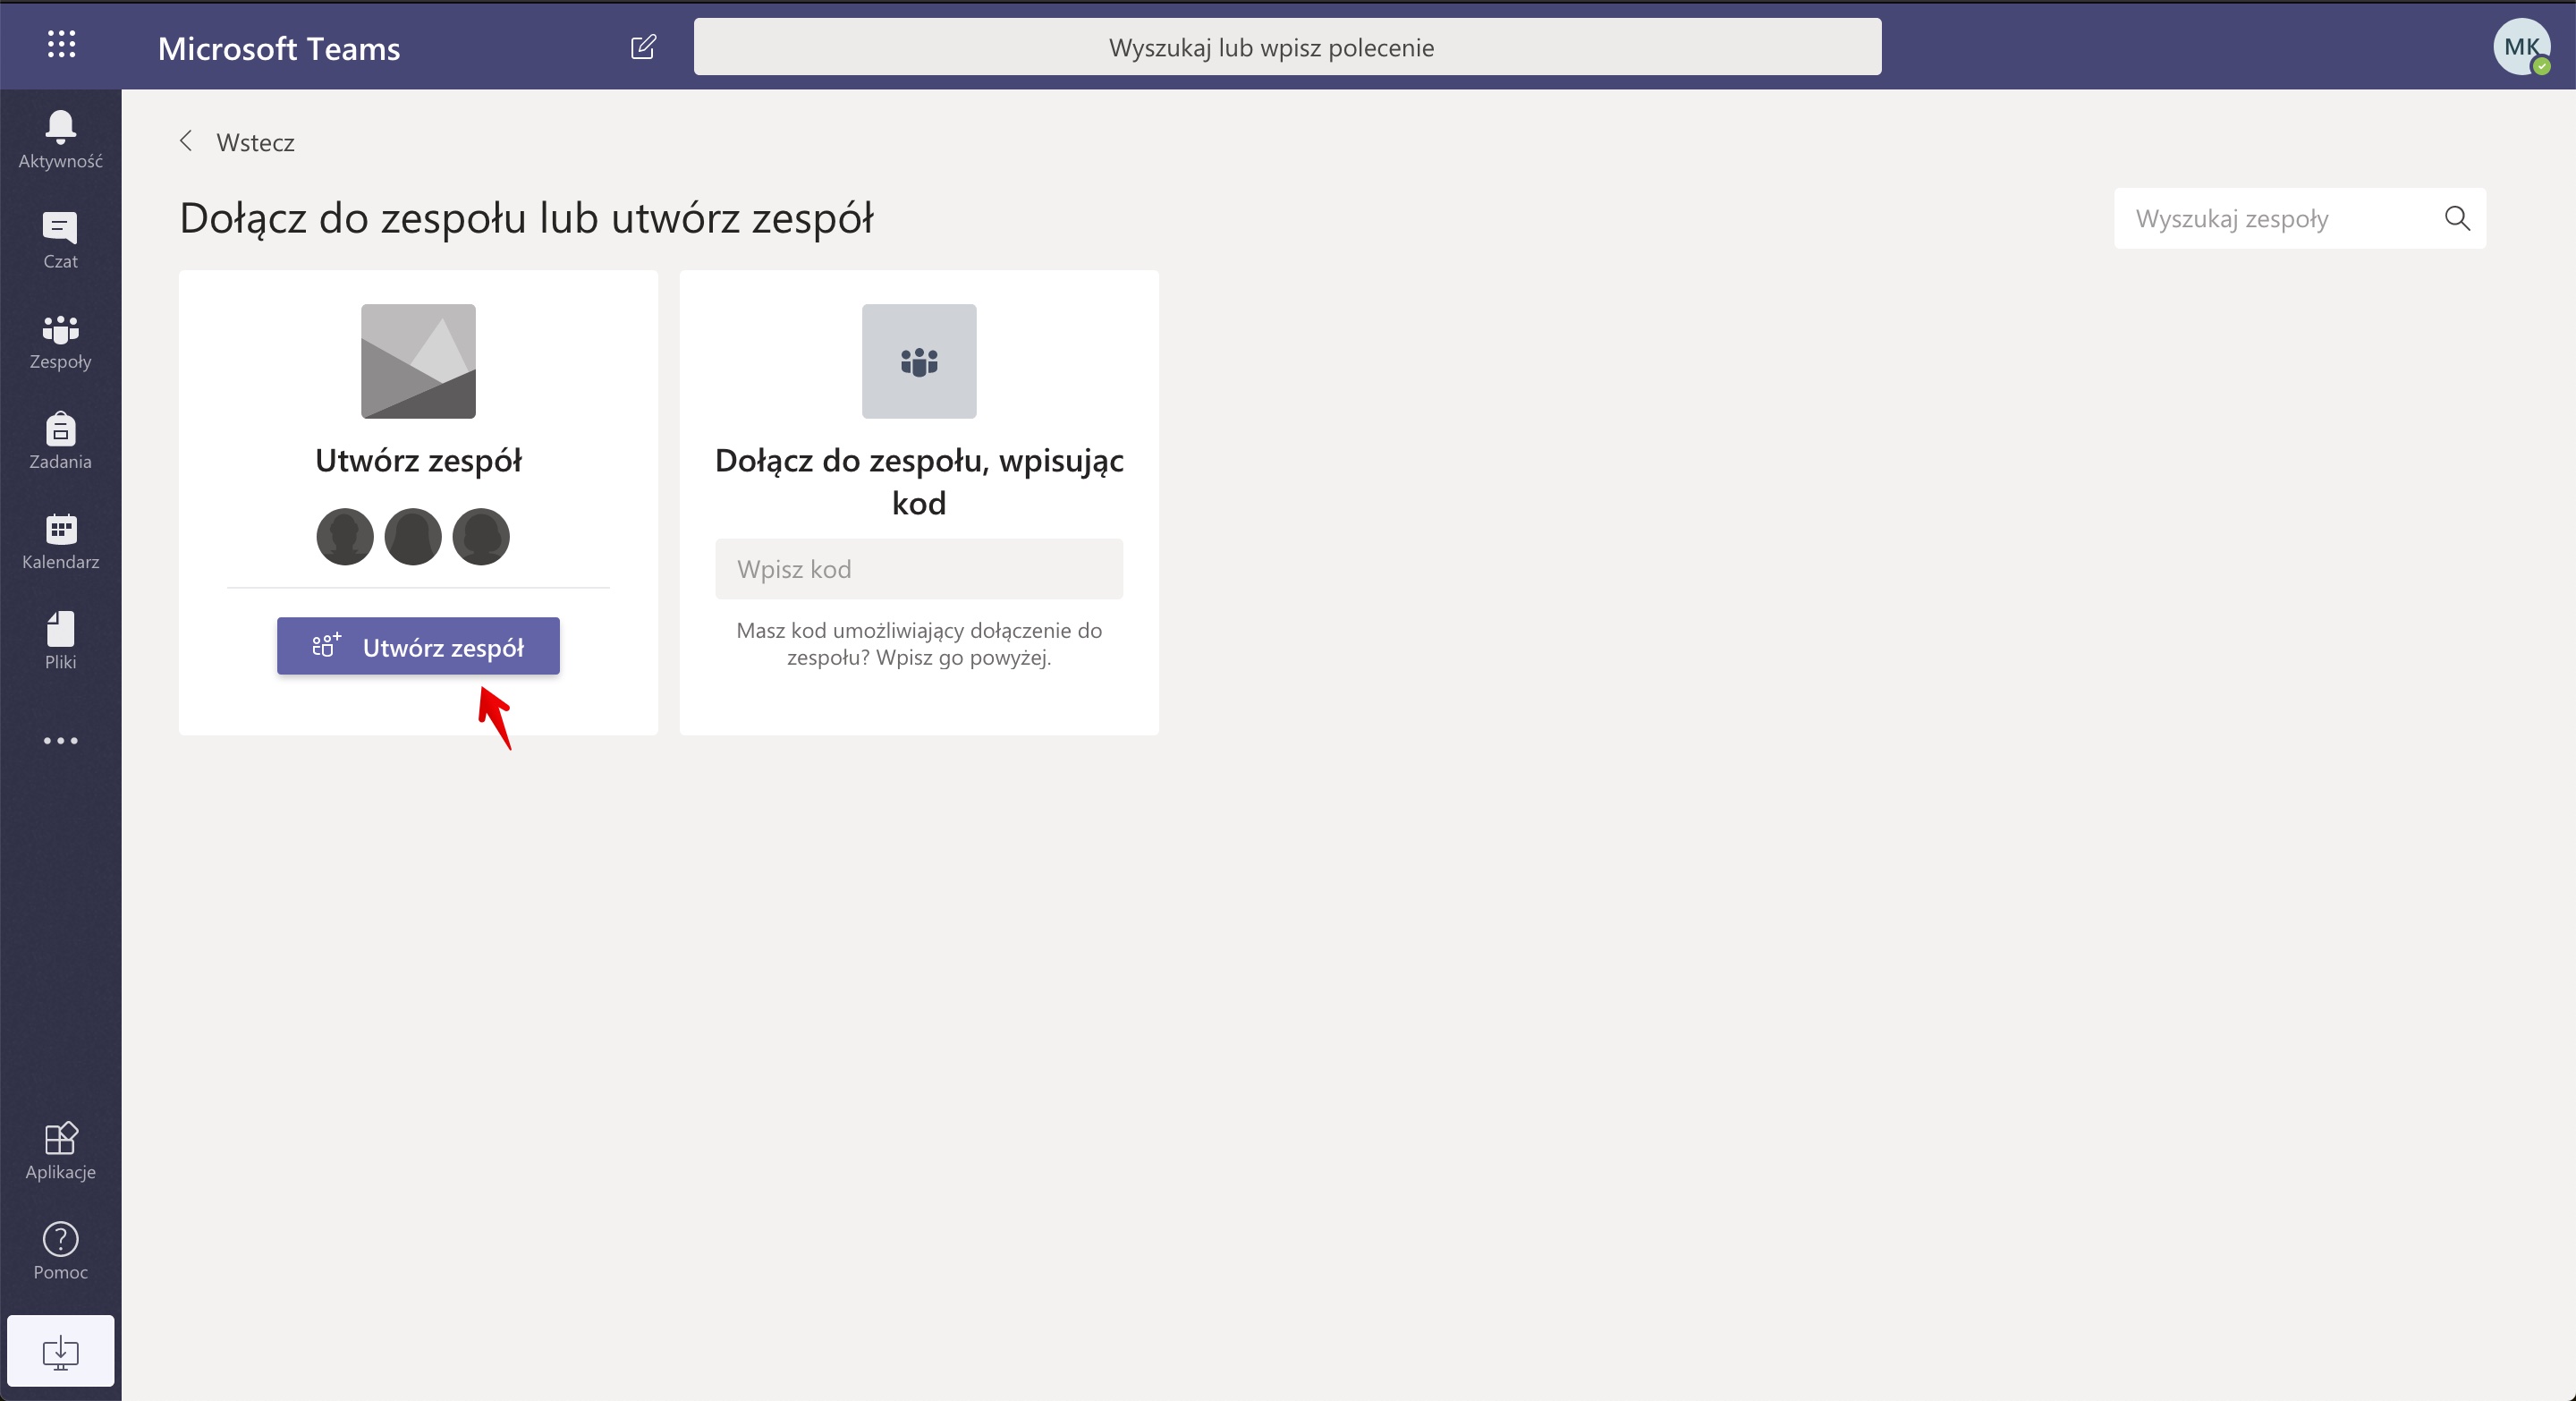 Microsoft Teams
Wyszukaj lub wpisz polecenie
MK
Aktywność
Czat
Zespoły
Zadania
Kalendarz
Pliki
Aplikacje
Pomoc
Wstecz
Dołącz do zespołu lub utwórz zespół
Wyszukaj zespoły
Utwórz zespół
Utwórz zespół
Dołącz do zespołu, wpisując
kod
Wpisz kod
Masz kod umożliwiający dołączenie do
zespołu? Wpisz go powyżej.